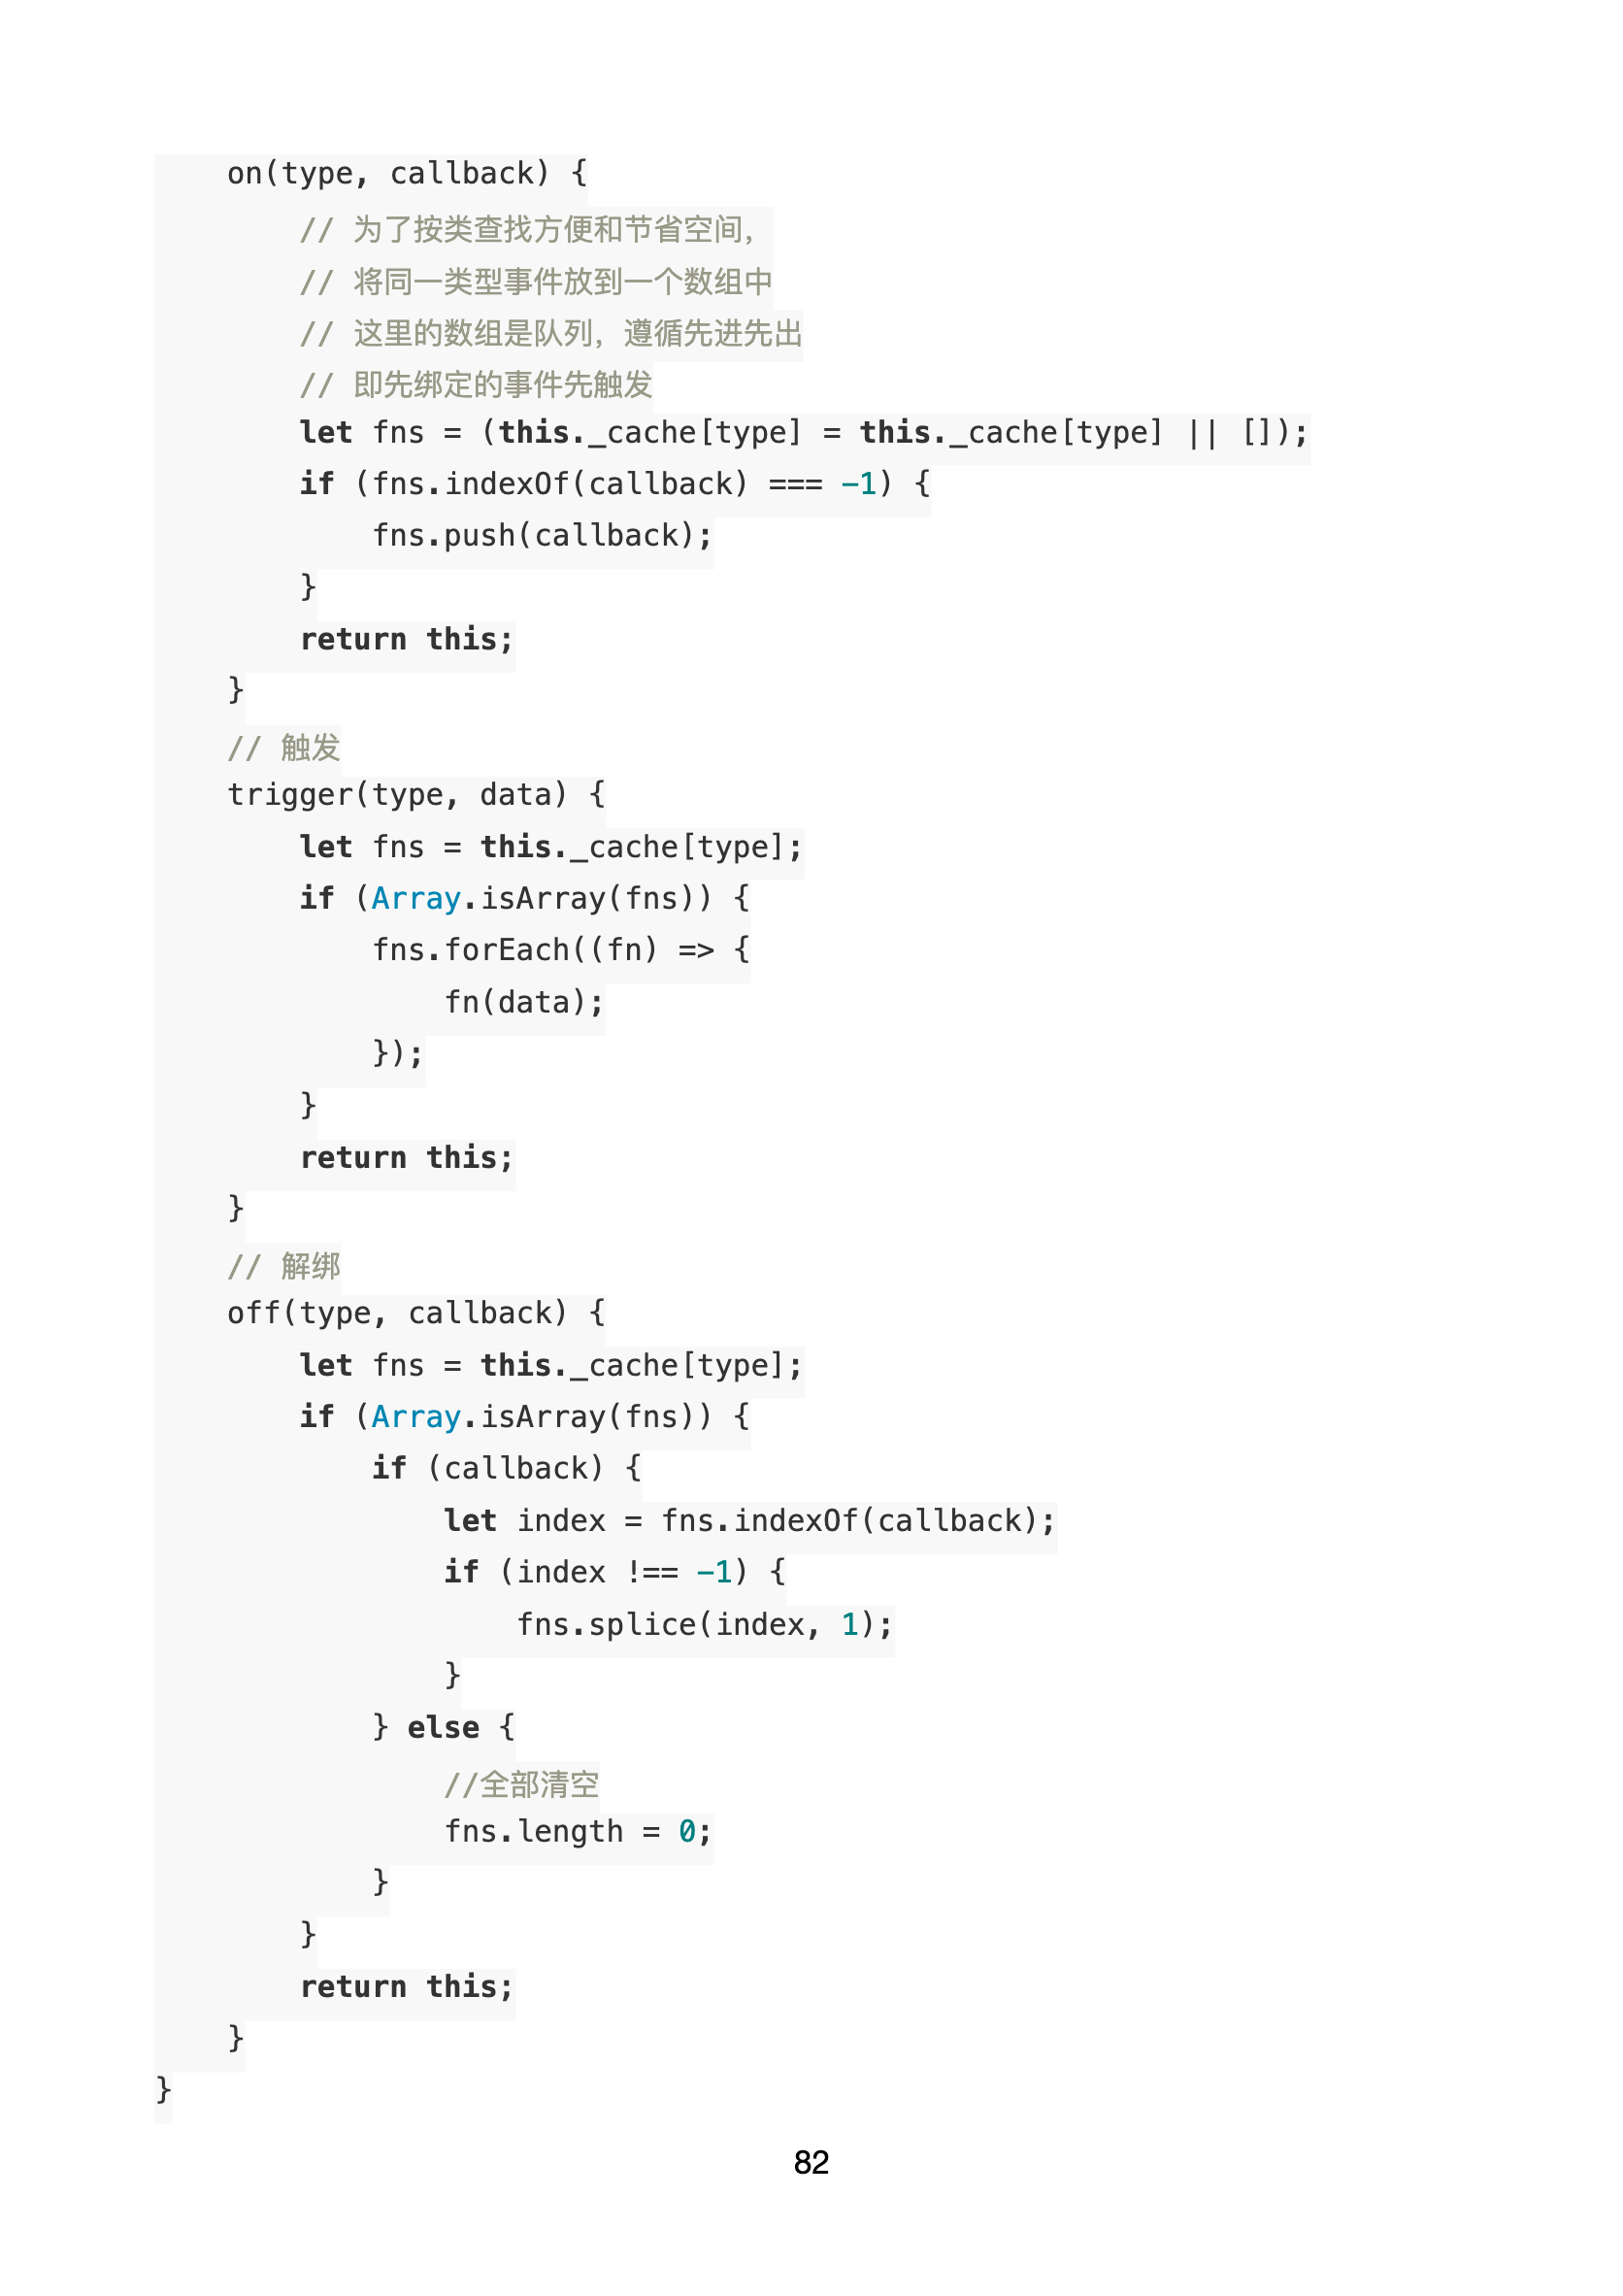 on(type, callback) {
        // 为了按类查找方便和节省空间，
        // 将同一类型事件放到一个数组中
        // 这里的数组是队列，遵循先进先出
        // 即先绑定的事件先触发
        let fns = (this._cache[type] = this._cache[type] || []);
        if (fns.indexOf(callback) === -1) {
            fns.push(callback);
        }
        return this;
    }
    // 触发
    trigger(type, data) {
        let fns = this._cache[type];
        if (Array.isArray(fns)) {
            fns.forEach((fn) => {
                fn(data);
            });
        }
        return this;
    }
    // 解绑
    off(type, callback) {
        let fns = this._cache[type];
        if (Array.isArray(fns)) {
            if (callback) {
                let index = fns.indexOf(callback);
                if (index !== -1) {
                    fns.splice(index, 1);
                }
            } else {
                //全部清空
                fns.length = 0;
            }
        }
        return this;
    }
}
82